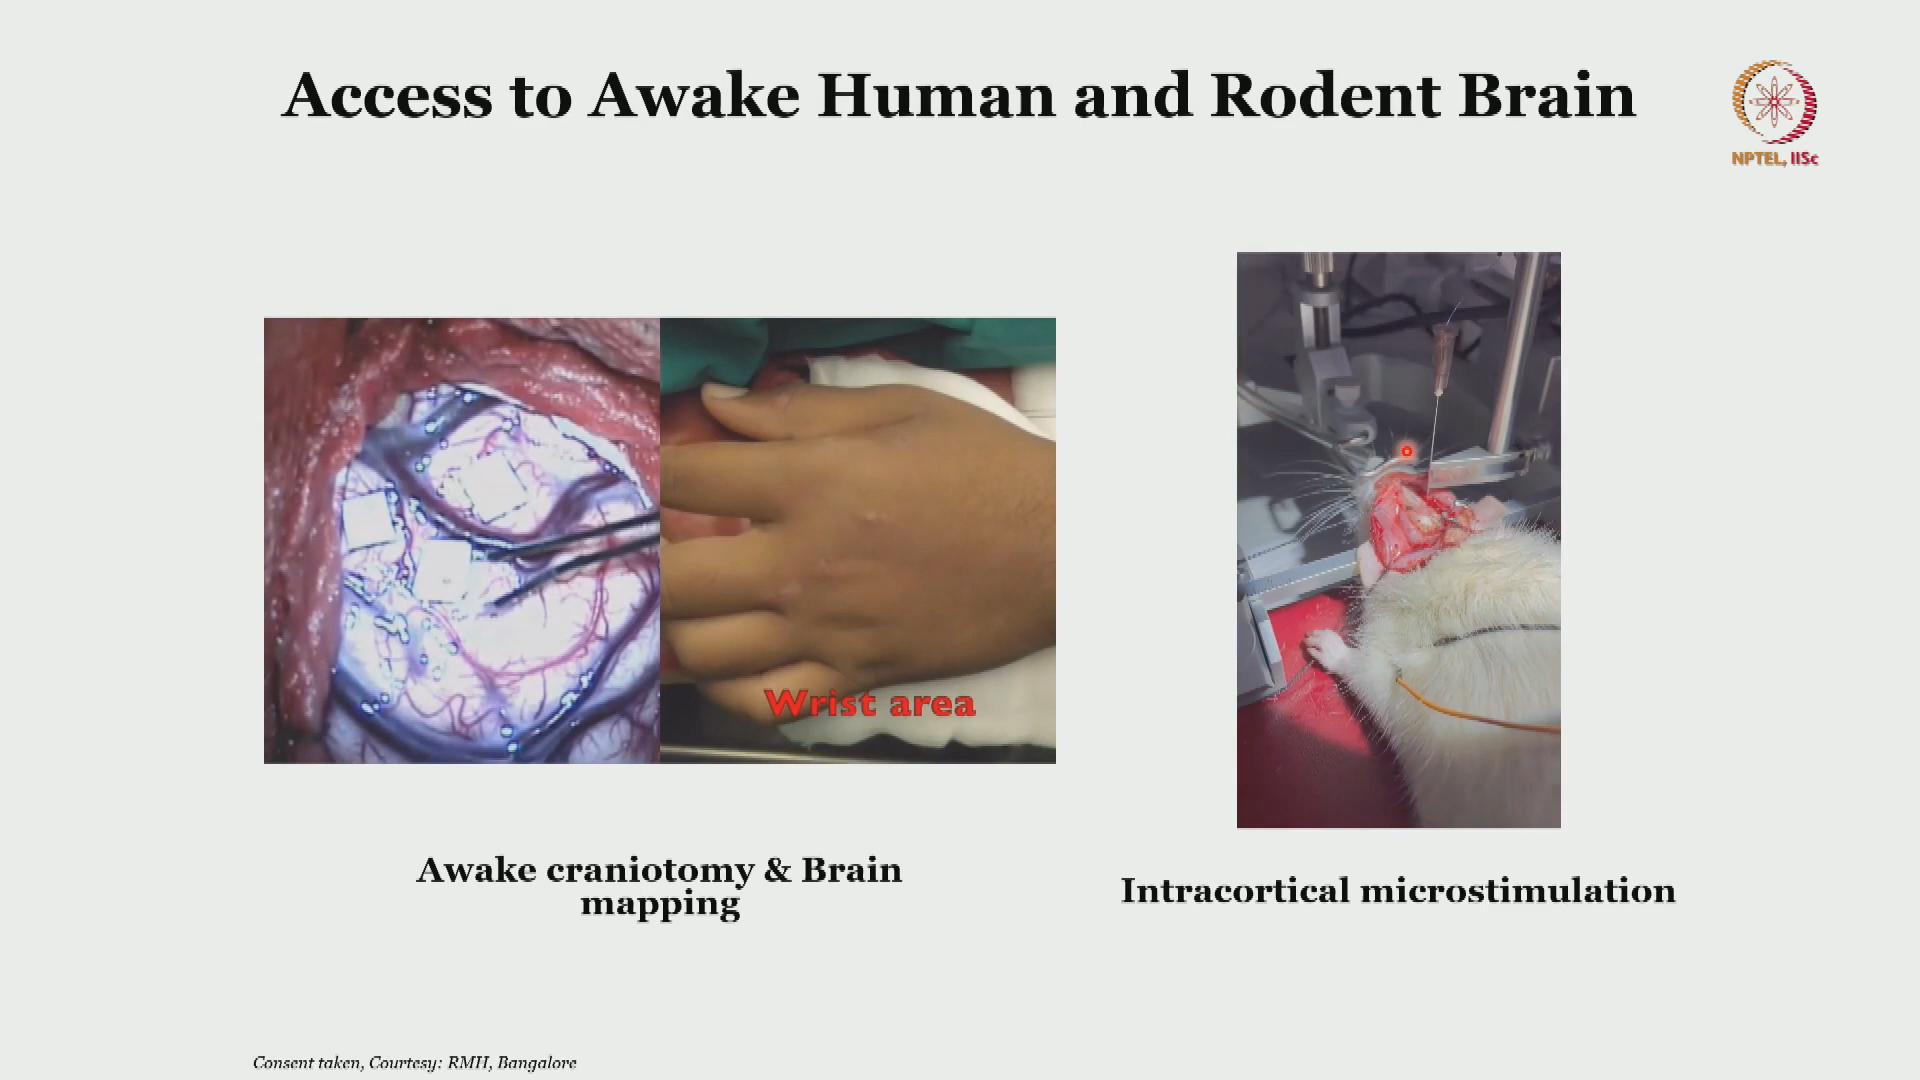 Access to Awake Human and Rodent Brain
NPTEL, IISc
Wrist area
Awake craniotomy & Brain
mapping
Intracortical microstimulation
Consent taken, Courtesy: RMH, Bangalore